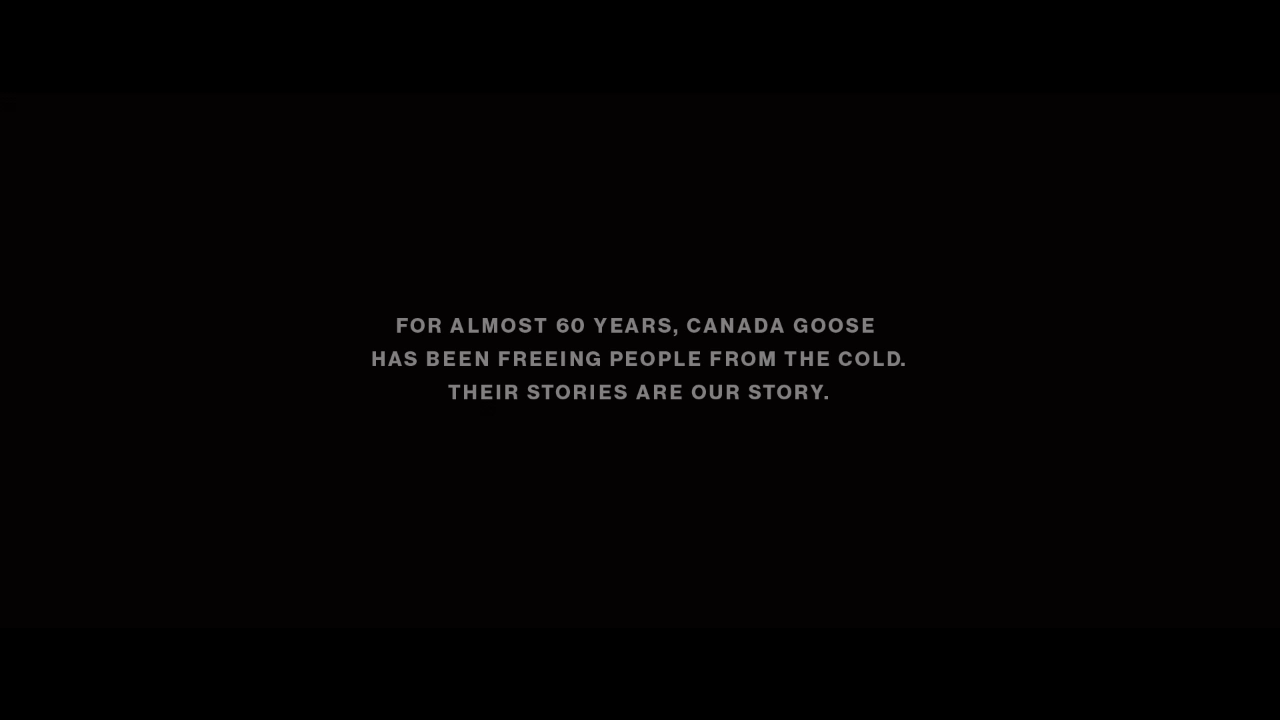 FOR ALMOST 60 YEARS, CANADA GOOSE
HAS BEEN FREEING PEOPLE FROM THE COLD.
THEIR STORIES ARE OUR STORY.